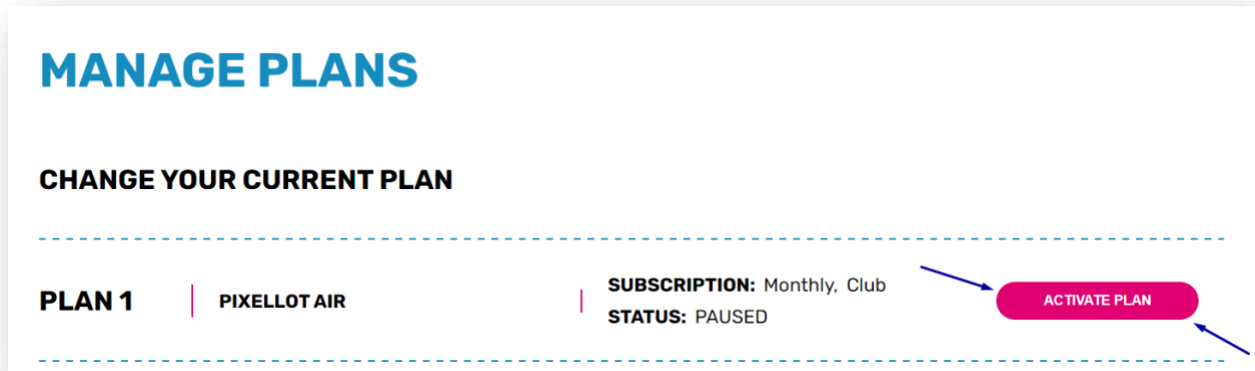 MANAGE PLANS
CHANGE YOUR CURRENT PLAN
PLAN 1
PIXELLOT AIR
SUBSCRIPTION: Monthly, Club
STATUS: PAUSED
ACTIVATE PLAN